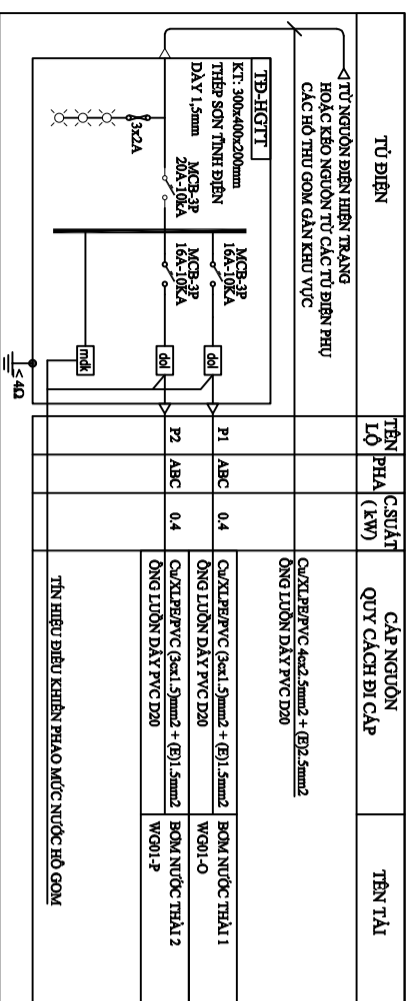 TỦ ĐIỆN
TÊN LỘ
PHA
C.SUẤT
( kW)
CÁP NGUỒN
QUY CÁCH ĐI CÁP
TÊN TẢI
TỪ NGUỒN ĐIỆN HIỆN TRẠNG
HOẶC KÉO NGUỒN TỪ CÁC TỦ ĐIỆN PHỤ
CÁC HỐ THU GOM GẦN KHU VỰC
Cu/XLPE/PVC 4cx2.5mm2 + (E)2.5mm2
ỐNG LUỒN DÂY PVC D20
TĐ-HGTT
KT: 300x400x200mm
THÉP SƠN TĨNH ĐIỆN
DÀY 1,5mm
3x2A
MCB-3P
20A-10kA
MCB-3P
16A-10KA
dol
P1
ABC
0.4
Cu/XLPE/PVC (3cx1.5)mm2 + (E)1.5mm2
ỐNG LUỒN DÂY PVC D20
BƠM NƯỚC THẢI 1
WG01-O
MCB-3P
16A-10KA
dol
P2
ABC
0.4
Cu/XLPE/PVC (3cx1.5)mm2 + (E)1.5mm2
ỐNG LUỒN DÂY PVC D20
BƠM NƯỚC THẢI 2
WG01-P
mdk
TÍN HIỆU ĐIỀU KHIỂN PHAO MỨC NƯỚC HỐ GOM
< 4Ω